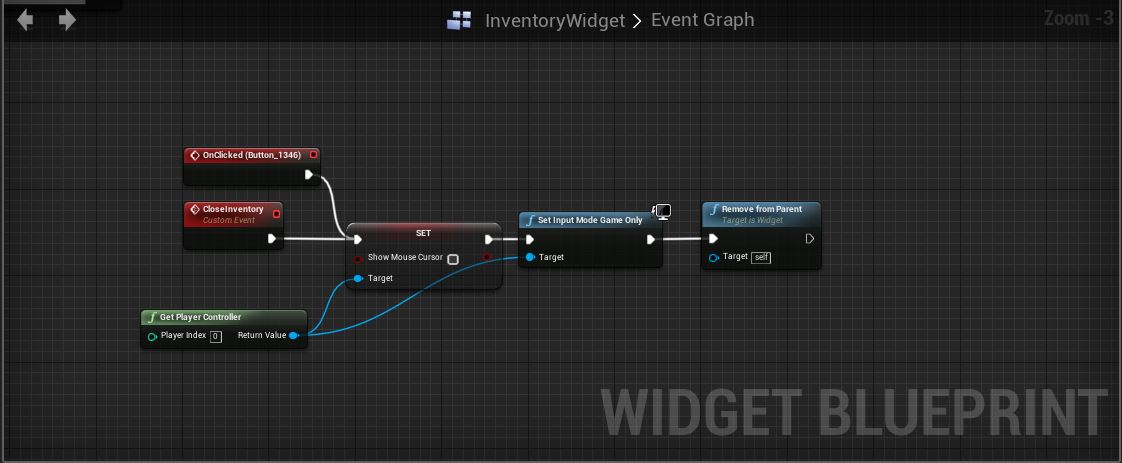 InventoryWidget > Event Graph
Zoom -3
OnClicked (Button_1346)
CloseInventory
Custom Event
SET
Show Mouse Cursor
Target
Set Input Mode Game Only
Target
Remove from Parent
Target is Widget
Target self
Get Player Controller
Player Index 0 Return Value
WIDGET BLUEPRINT